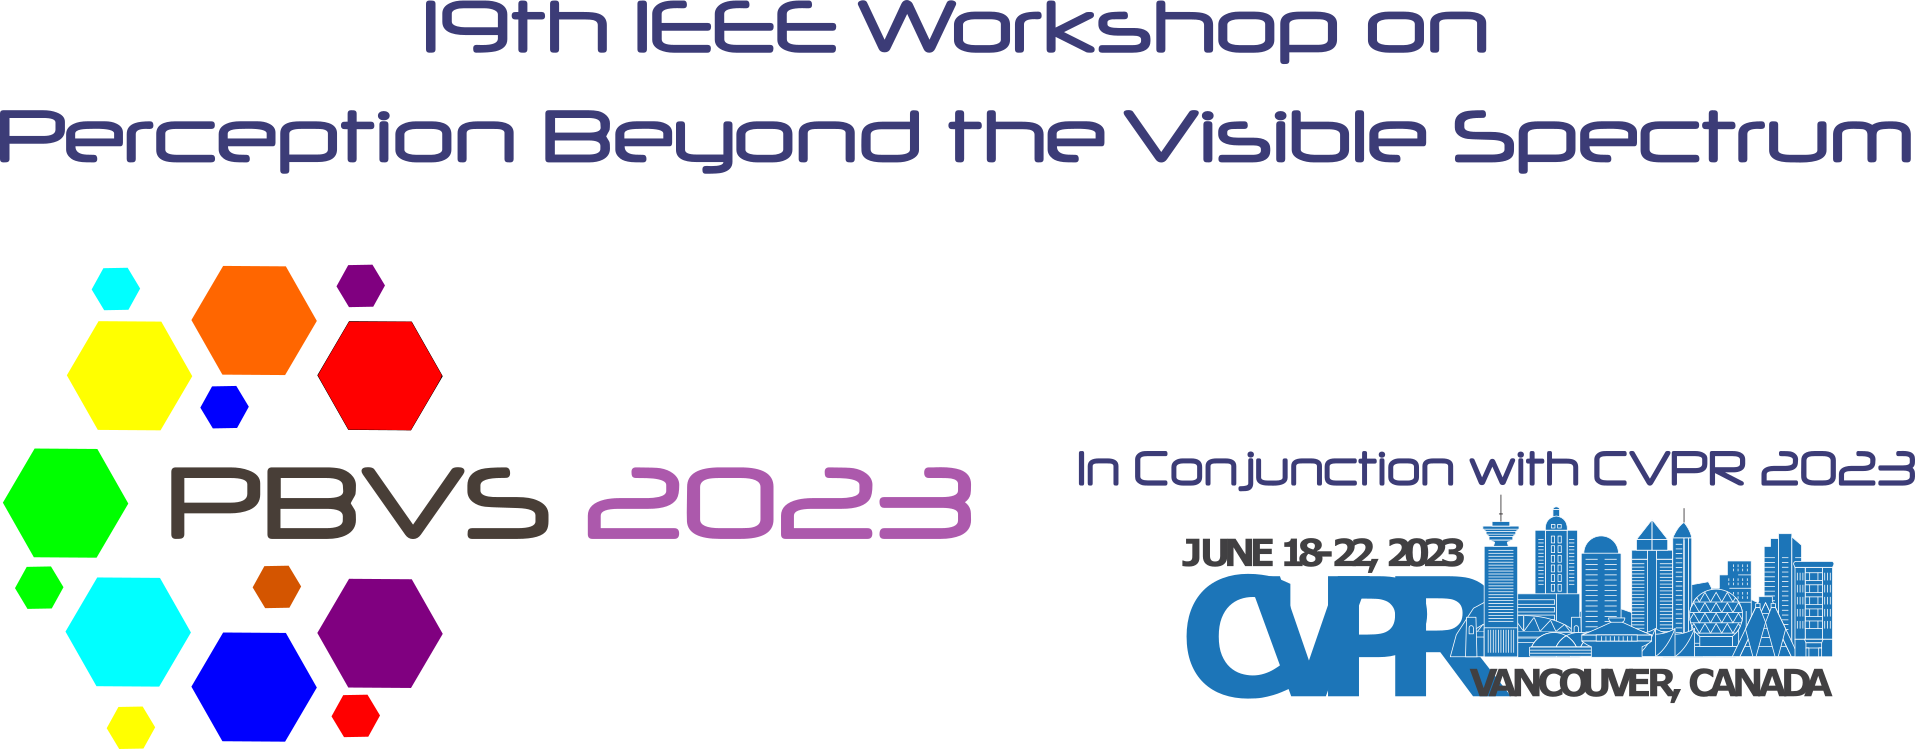 19th IEEE Workshop on
Perception Beyond the Visible Spectrum
PBVS 2023
In Conjunction with CVPR 2023
JUNE 18-22, 2023
CVPR
VANCOUVER, CANADA